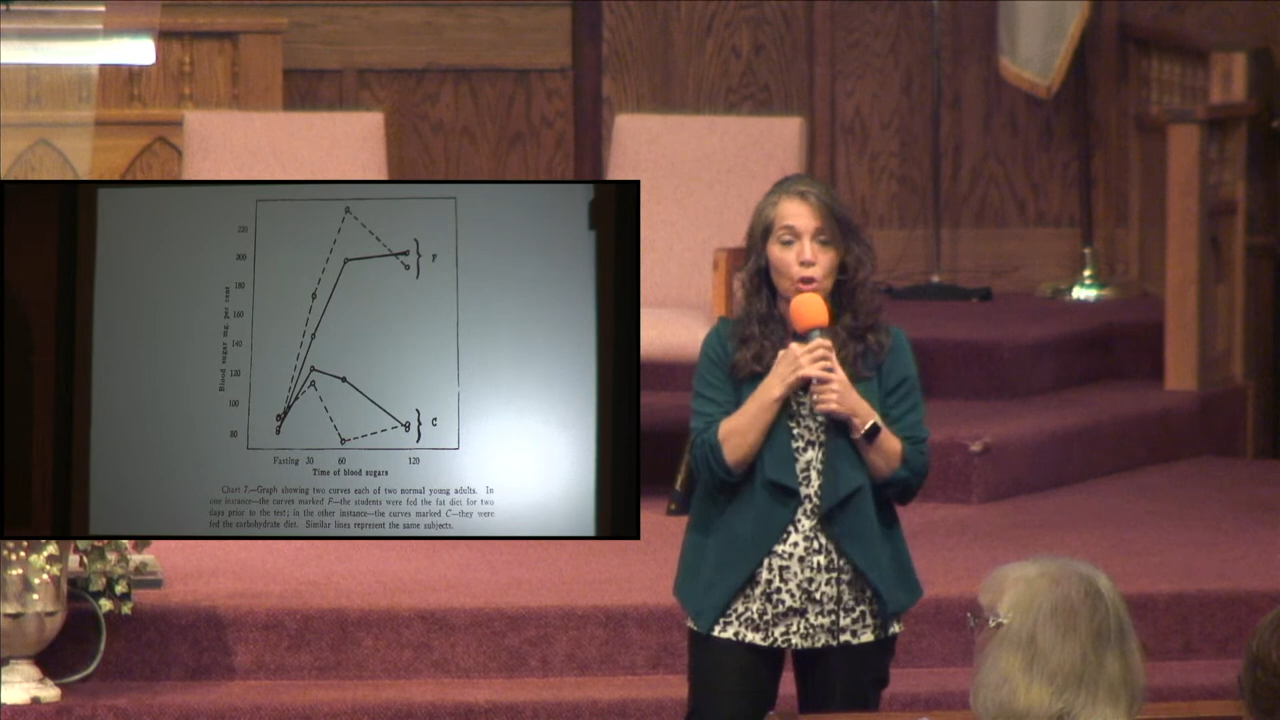 220
200
180
160
140
120
100
80
Blood sugar mg. per cent
F
C
Fasting 30 60 120
Time of blood sugars
Chart 7.—Graph showing two curves each of two normal young adults. In
one instance—the curves marked F—the students were fed the fat diet for two
days prior to the test; in the other instance—the curves marked C—they were
fed the carbohydrate diet. Similar lines represent the same subjects.